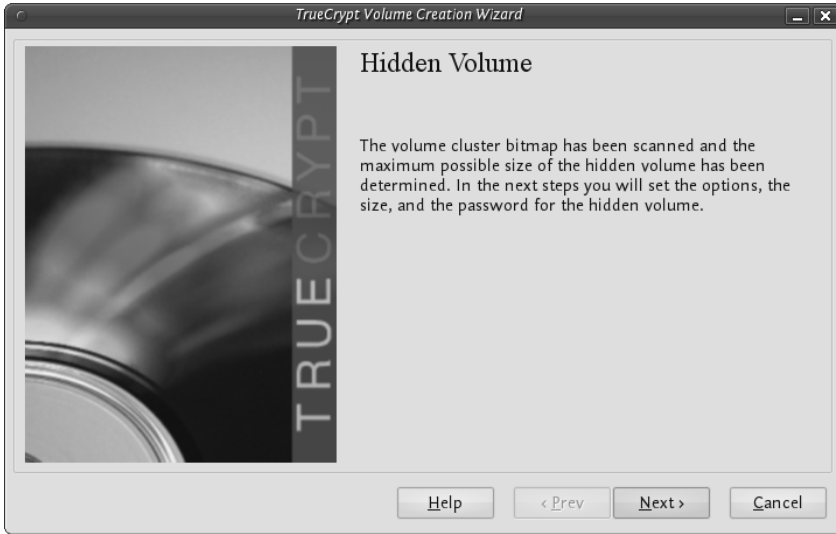 TrueCrypt Volume Creation Wizard
Hidden Volume
TRUECRYPT
The volume cluster bitmap has been scanned and the
maximum possible size of the hidden volume has been
determined. In the next steps you will set the options, the
size, and the password for the hidden volume.
Help
< Prev
Next >
Cancel